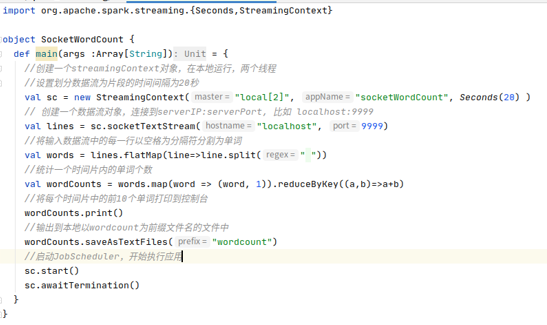 import org.apache.spark.streaming.{Seconds,StreamingContext}
object SocketWordCount {
def main(args :Array[String]): Unit = {
//创建一个streamingContext对象，在本地运行，两个线程
//设置划分数据流为片段的时间间隔为20秒
val sc = new StreamingContext( master = "local[2]", appName = "socketWordCount", Seconds(20) )
// 创建一个数据流对象，连接到serverIP:serverPort, 比如 localhost:9999
val lines = sc.socketTextStream( hostname = "localhost", port = 9999)
//将输入数据流中的每一行以空格为分隔符分割为单词
val words = lines.flatMap(line=>line.split( regex = " "))
//统计一个时间片内的单词个数
val wordCounts = words.map(word => (word, 1)).reduceByKey((a,b)=>a+b)
//将每个时间片中的前10个单词打印到控制台
wordCounts.print()
//输出到本地以wordcount为前缀文件名的文件中
wordCounts.saveAsTextFiles( prefix = "wordcount")
//启动JobScheduler，开始执行应用
sc.start()
sc.awaitTermination()
}
}